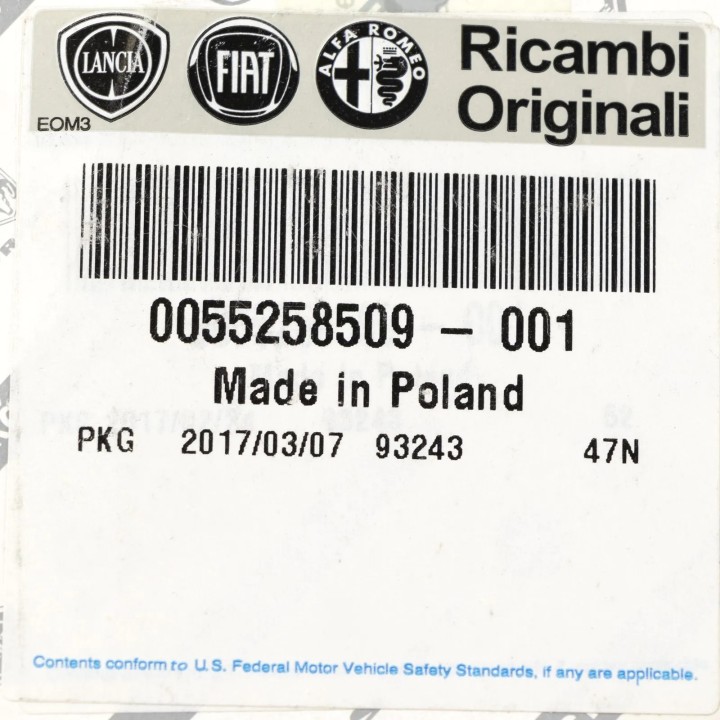 LANCIA
FIAT
ALFA ROMEO
Ricambi
Originali
EOM3
0055258509 - 001
Made in Poland
PKG 2017/03/07 93243 47N
Contents conform to U.S. Federal Motor Vehicle Safety Standards, if any are applicable.